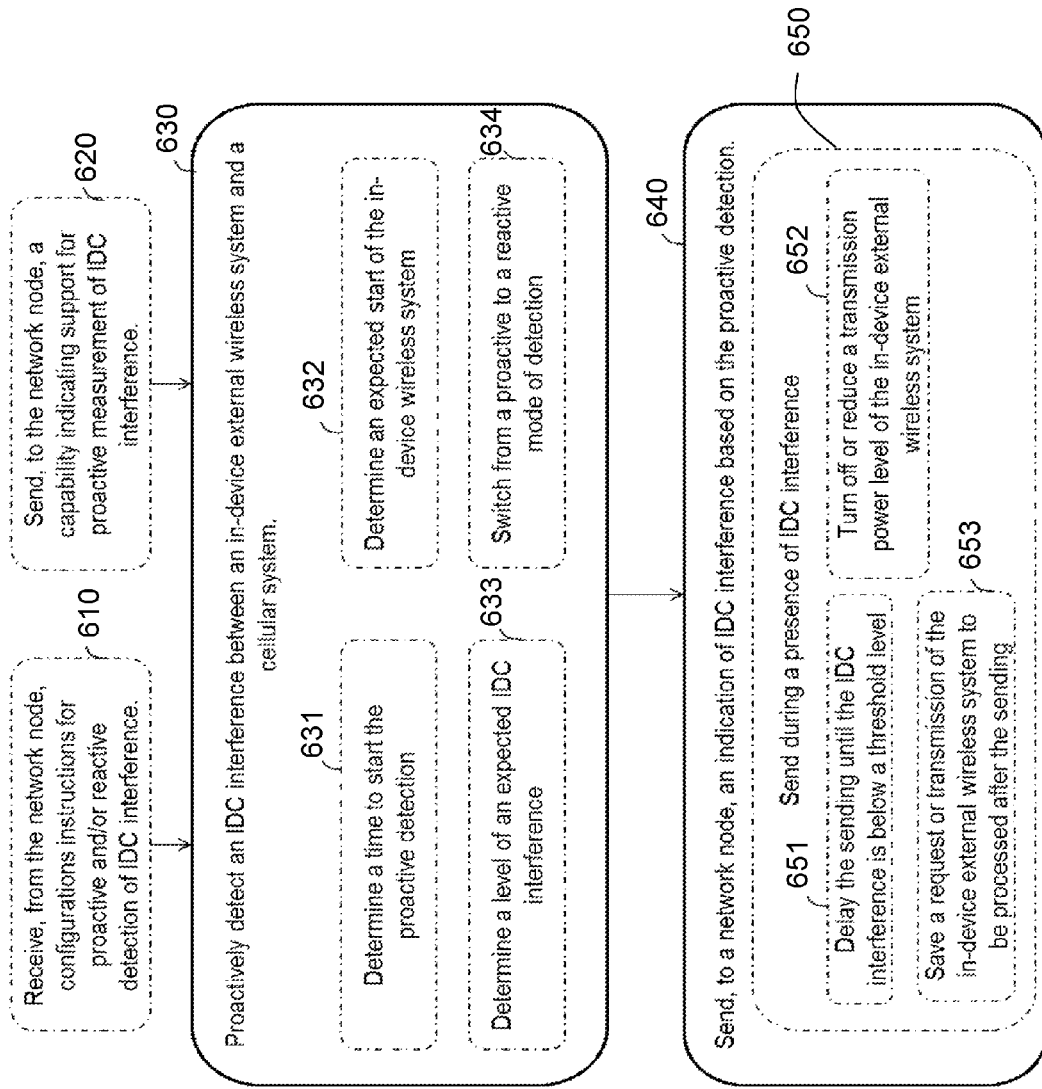 610
Receive, from the network node,
configurations instructions for
proactive and/or reactive
detection of IDC interference.
620
Send, to the network node, a
capability indicating support for
proactive measurement of IDC
interference.
630
Proactively detect an IDC interference between an in-device external wireless system and a
cellular system.
631
Determine a time to start the
proactive detection
632
Determine an expected start of the in-
device wireless system
633
Determine a level of an expected IDC
interference
634
Switch from a proactive to a reactive
mode of detection
640
Send, to a network node, an indication of IDC interference based on the proactive detection.
650
Send during a presence of IDC interference
651
Delay the sending until the IDC
interference is below a threshold level
652
Turn off or reduce a transmission
power level of the in-device external
wireless system
653
Save a request or transmission of the
in-device external wireless system to
be processed after the sending